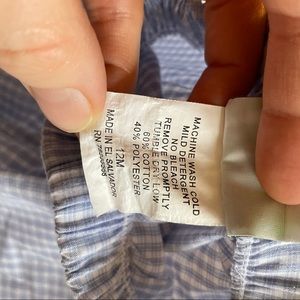 MACHINE WASH COLD
MILD DETERGENT
NO BLEACH
TUMBLE DRY LOW
REMOVE PROMPTLY
60% COTTON
40% POLYESTER
12M
MADE IN EL SALVADOR
RN